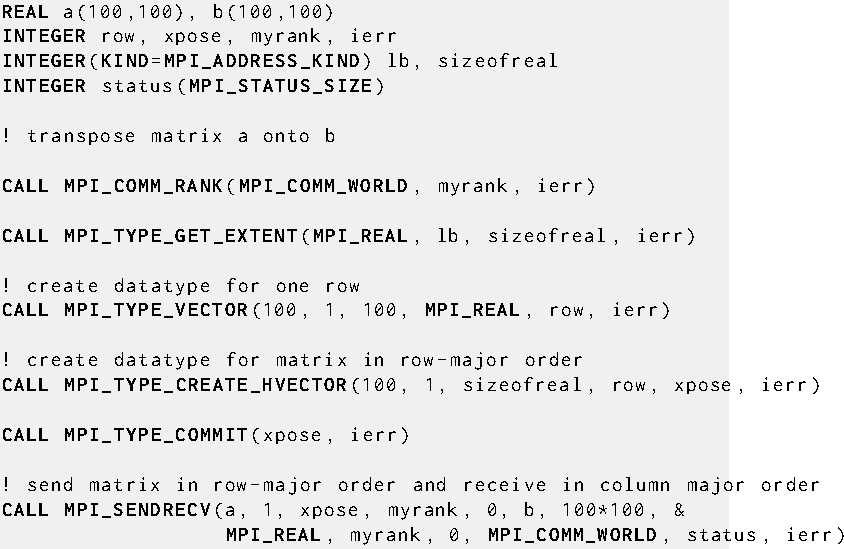 REAL a(100,100), b(100,100)
INTEGER row, xpose, myrank, ierr
INTEGER(KIND=MPI_ADDRESS_KIND) lb, sizeofreal
INTEGER status(MPI_STATUS_SIZE)
! transpose matrix a onto b
CALL MPI_COMM_RANK(MPI_COMM_WORLD, myrank, ierr)
CALL MPI_TYPE_GET_EXTENT(MPI_REAL, lb, sizeofreal, ierr)
! create datatype for one row
CALL MPI_TYPE_VECTOR(100, 1, 100, MPI_REAL, row, ierr)
! create datatype for matrix in row-major order
CALL MPI_TYPE_CREATE_HVECTOR(100, 1, sizeofreal, row, xpose, ierr)
CALL MPI_TYPE_COMMIT(xpose, ierr)
! send matrix in row-major order and receive in column major order
CALL MPI_SENDRECV(a, 1, xpose, myrank, 0, b, 100*100, &
MPI_REAL, myrank, 0, MPI_COMM_WORLD, status, ierr)